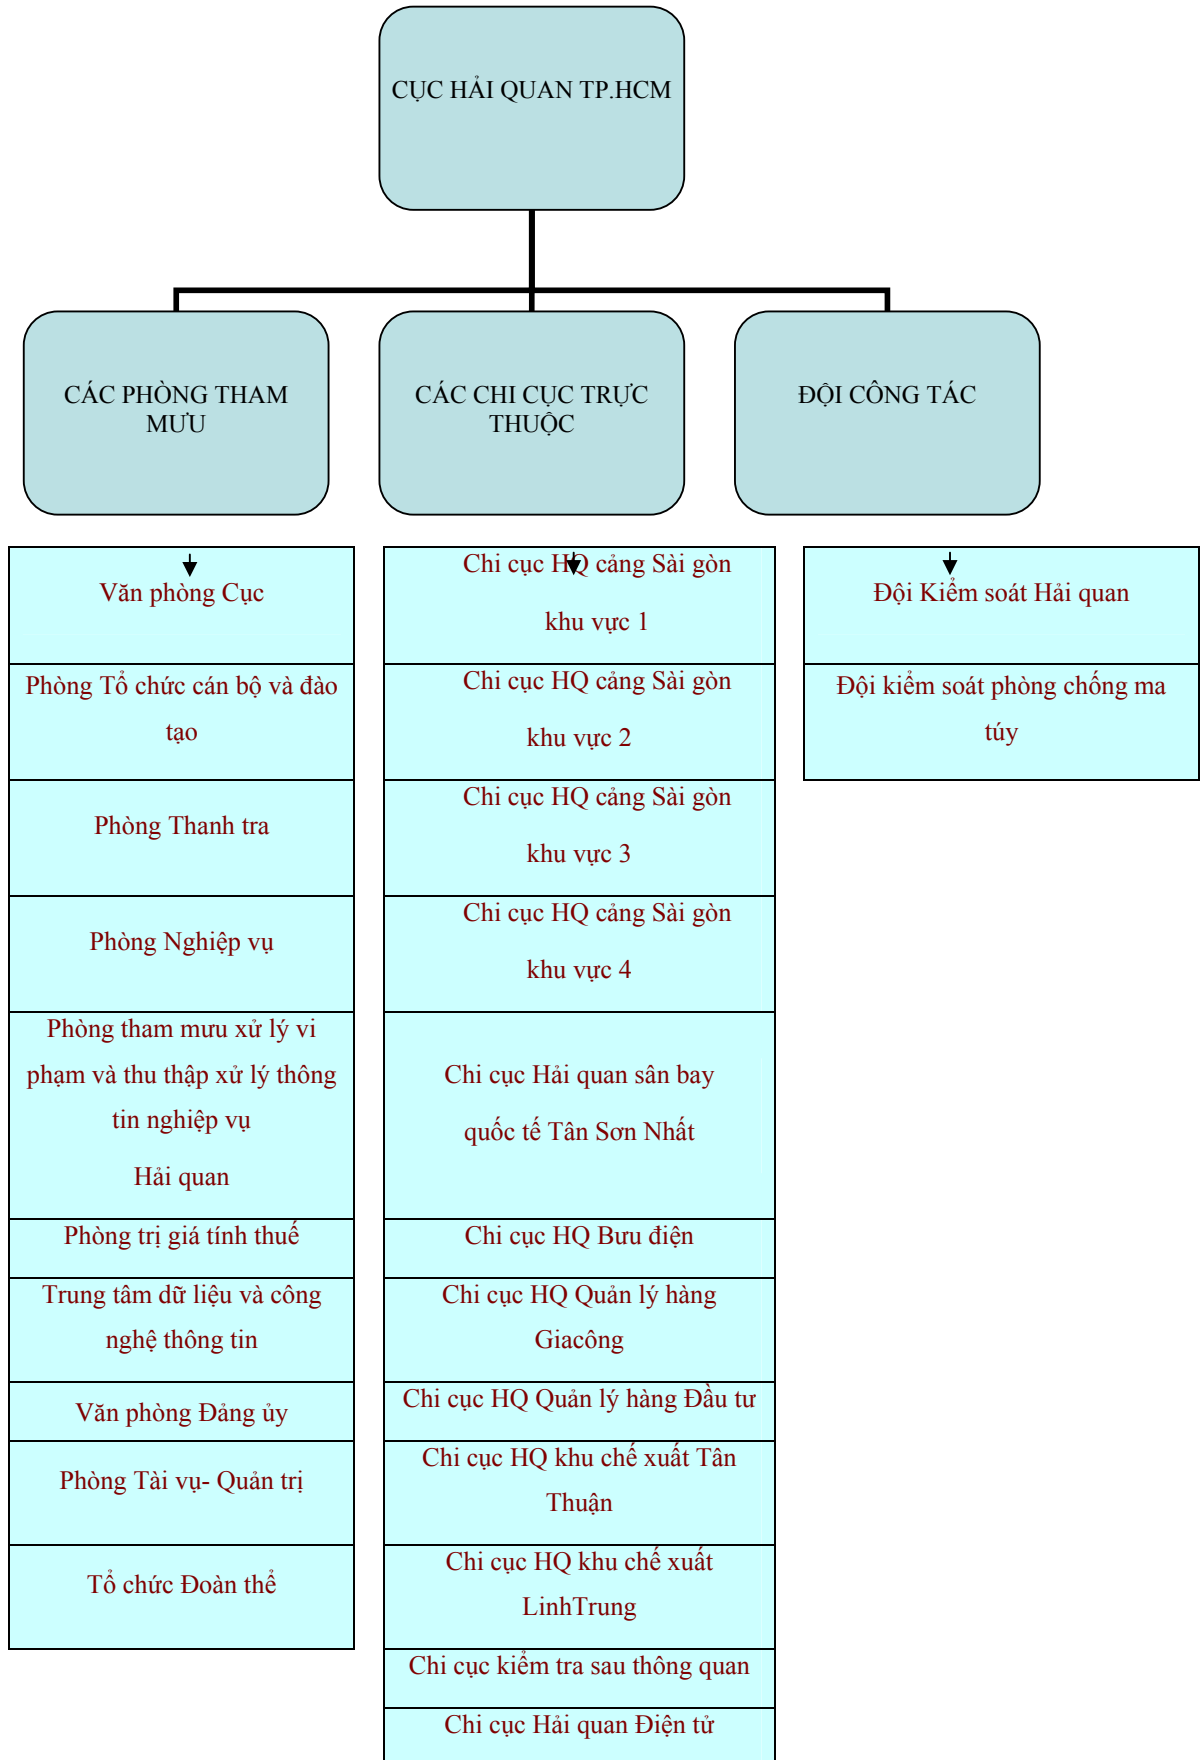 CỤC HẢI QUAN TP.HCM
CÁC PHÒNG THAM
MƯU
CÁC CHI CỤC TRỰC
THUỘC
ĐỘI CÔNG TÁC
Văn phòng Cục
Phòng Tổ chức cán bộ và đào
tạo
Phòng Thanh tra
Phòng Nghiệp vụ
Phòng tham mưu xử lý vi
phạm và thu thập xử lý thông
tin nghiệp vụ
Hải quan
Phòng trị giá tính thuế
Trung tâm dữ liệu và công
nghệ thông tin
Văn phòng Đảng ủy
Phòng Tài vụ- Quản trị
Tổ chức Đoàn thể
Chi cục HQ cảng Sài gòn
khu vực 1
Chi cục HQ cảng Sài gòn
khu vực 2
Chi cục HQ cảng Sài gòn
khu vực 3
Chi cục HQ cảng Sài gòn
khu vực 4
Chi cục Hải quan sân bay
quốc tế Tân Sơn Nhất
Chi cục HQ Bưu điện
Chi cục HQ Quản lý hàng
Giacông
Chi cục HQ Quản lý hàng Đầu tư
Chi cục HQ khu chế xuất Tân
Thuận
Chi cục HQ khu chế xuất
LinhTrung
Chi cục kiểm tra sau thông quan
Chi cục Hải quan Điện tử
Đội Kiểm soát Hải quan
Đội kiểm soát phòng chống ma
túy